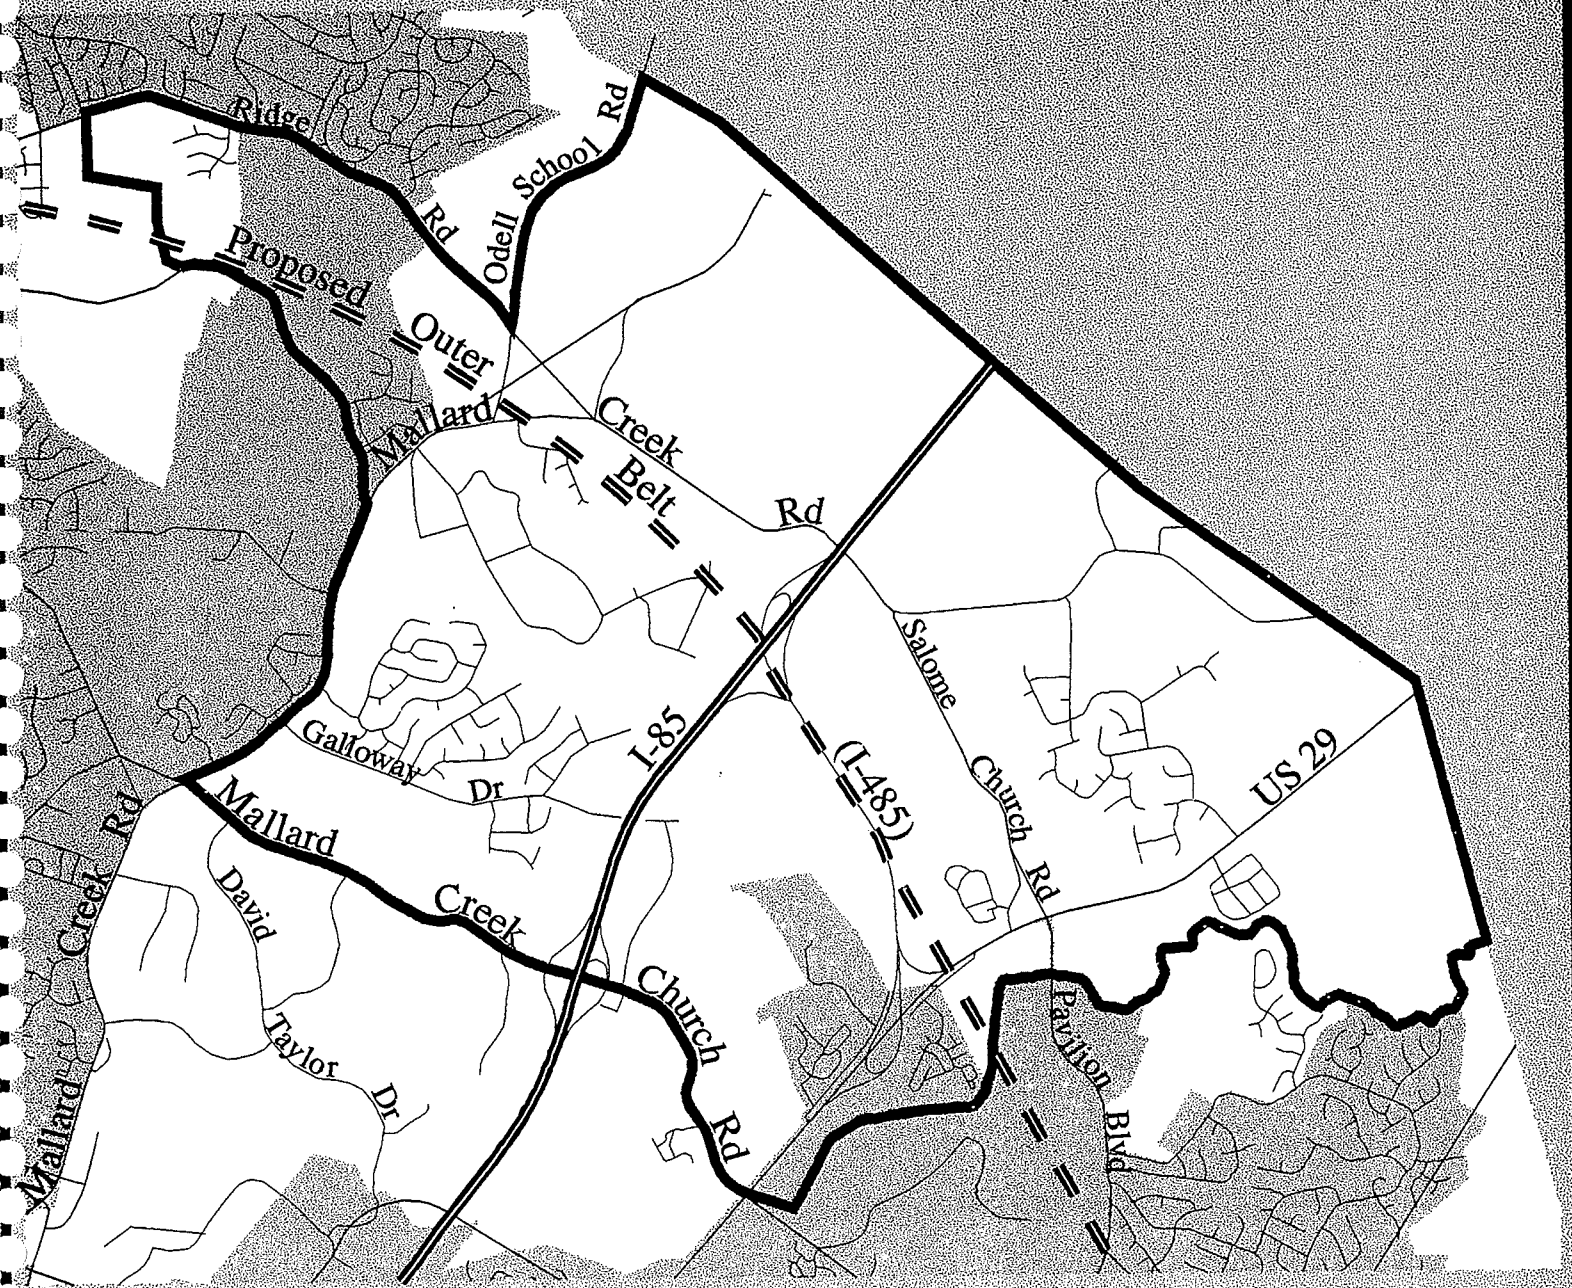 Ridge Rd
Odell School Rd
Proposed Outer Belt (I-485)
Mallard Creek Rd
I-85
Salome Church Rd
US 29
Galloway Dr
Mallard Creek Church Rd
Mallard Creek Rd
David Taylor Dr
Pavilion Blvd